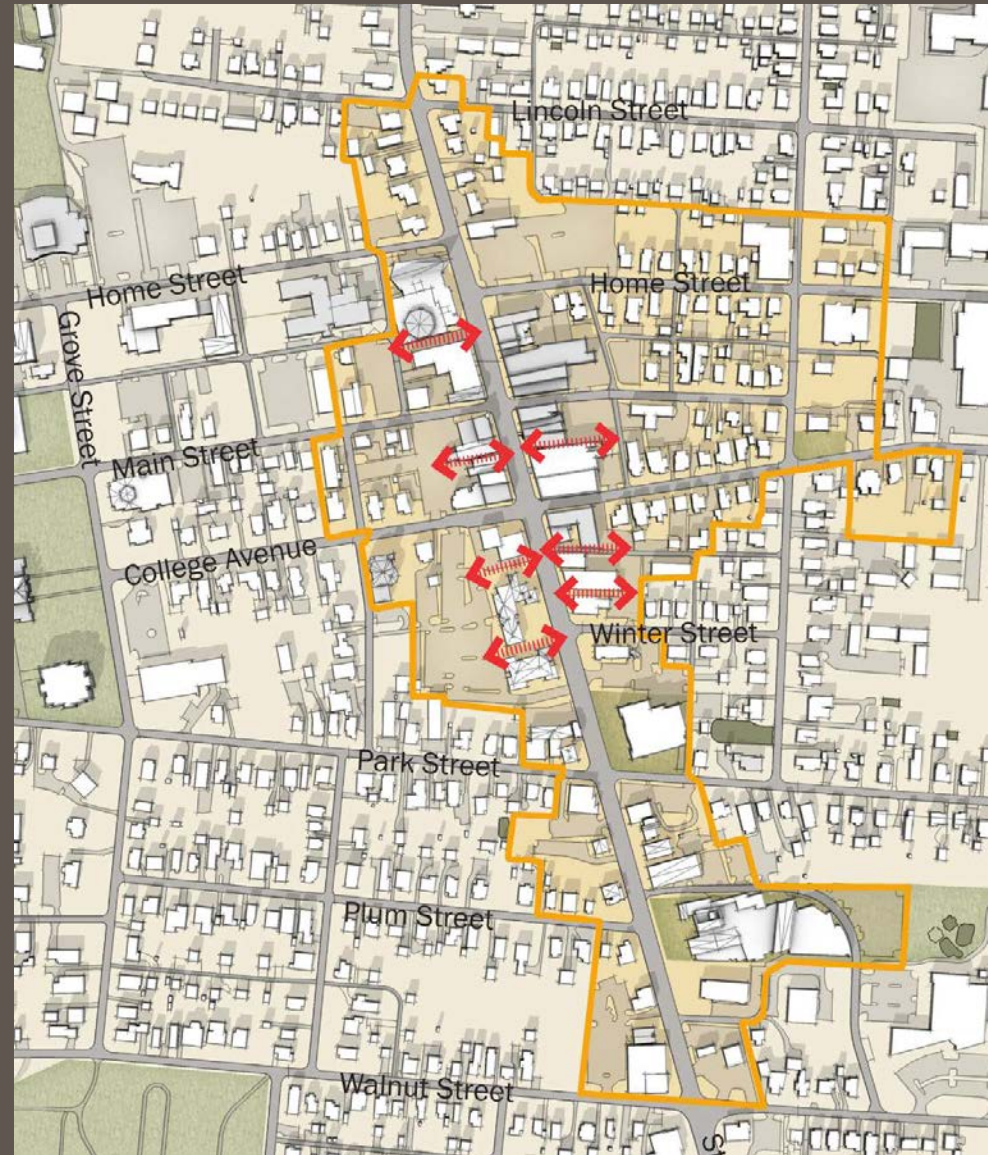 Lincoln Street
Home Street
Home Street
Grove Street
Main Street
College Avenue
Winter Street
Park Street
Plum Street
Walnut Street